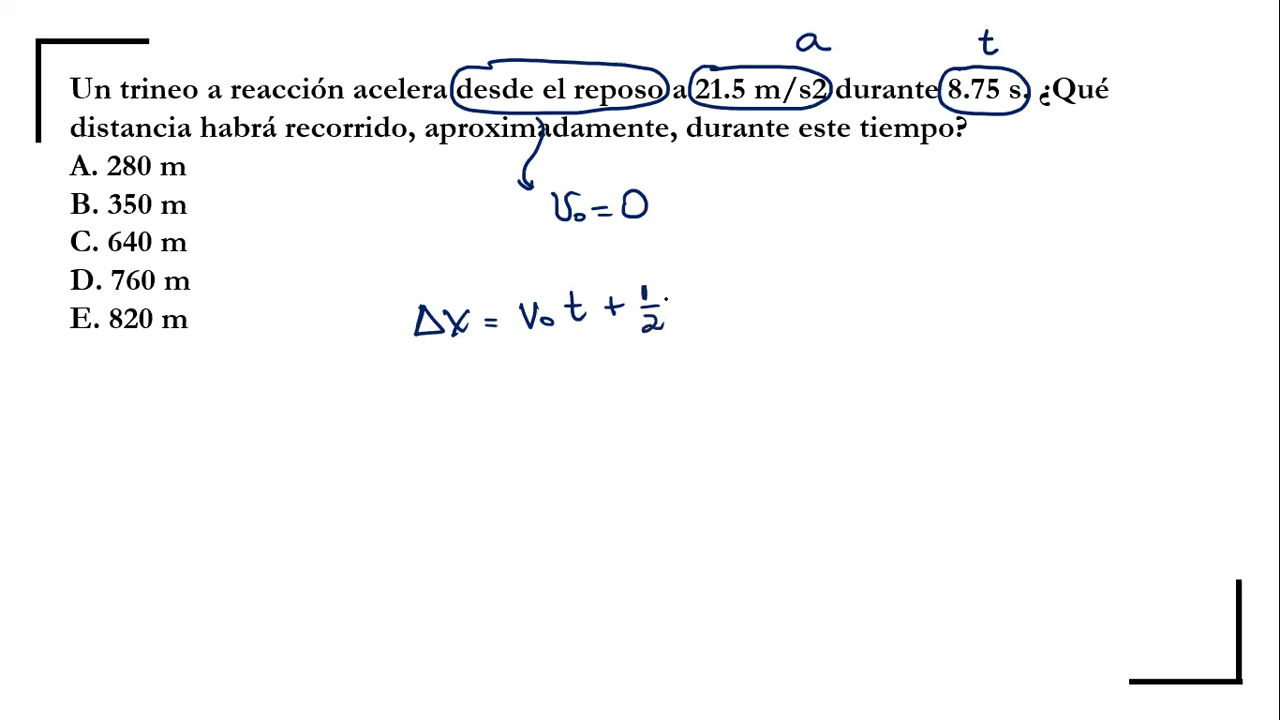 a t
Un trineo a reacción acelera desde el reposo a 21.5 m/s2 durante 8.75 s. ¿Qué
distancia habrá recorrido, aproximadamente, durante este tiempo?
A. 280 m
B. 350 m
v₀ = 0
C. 640 m
D. 760 m
E. 820 m
Δx = v₀ t + 1/2